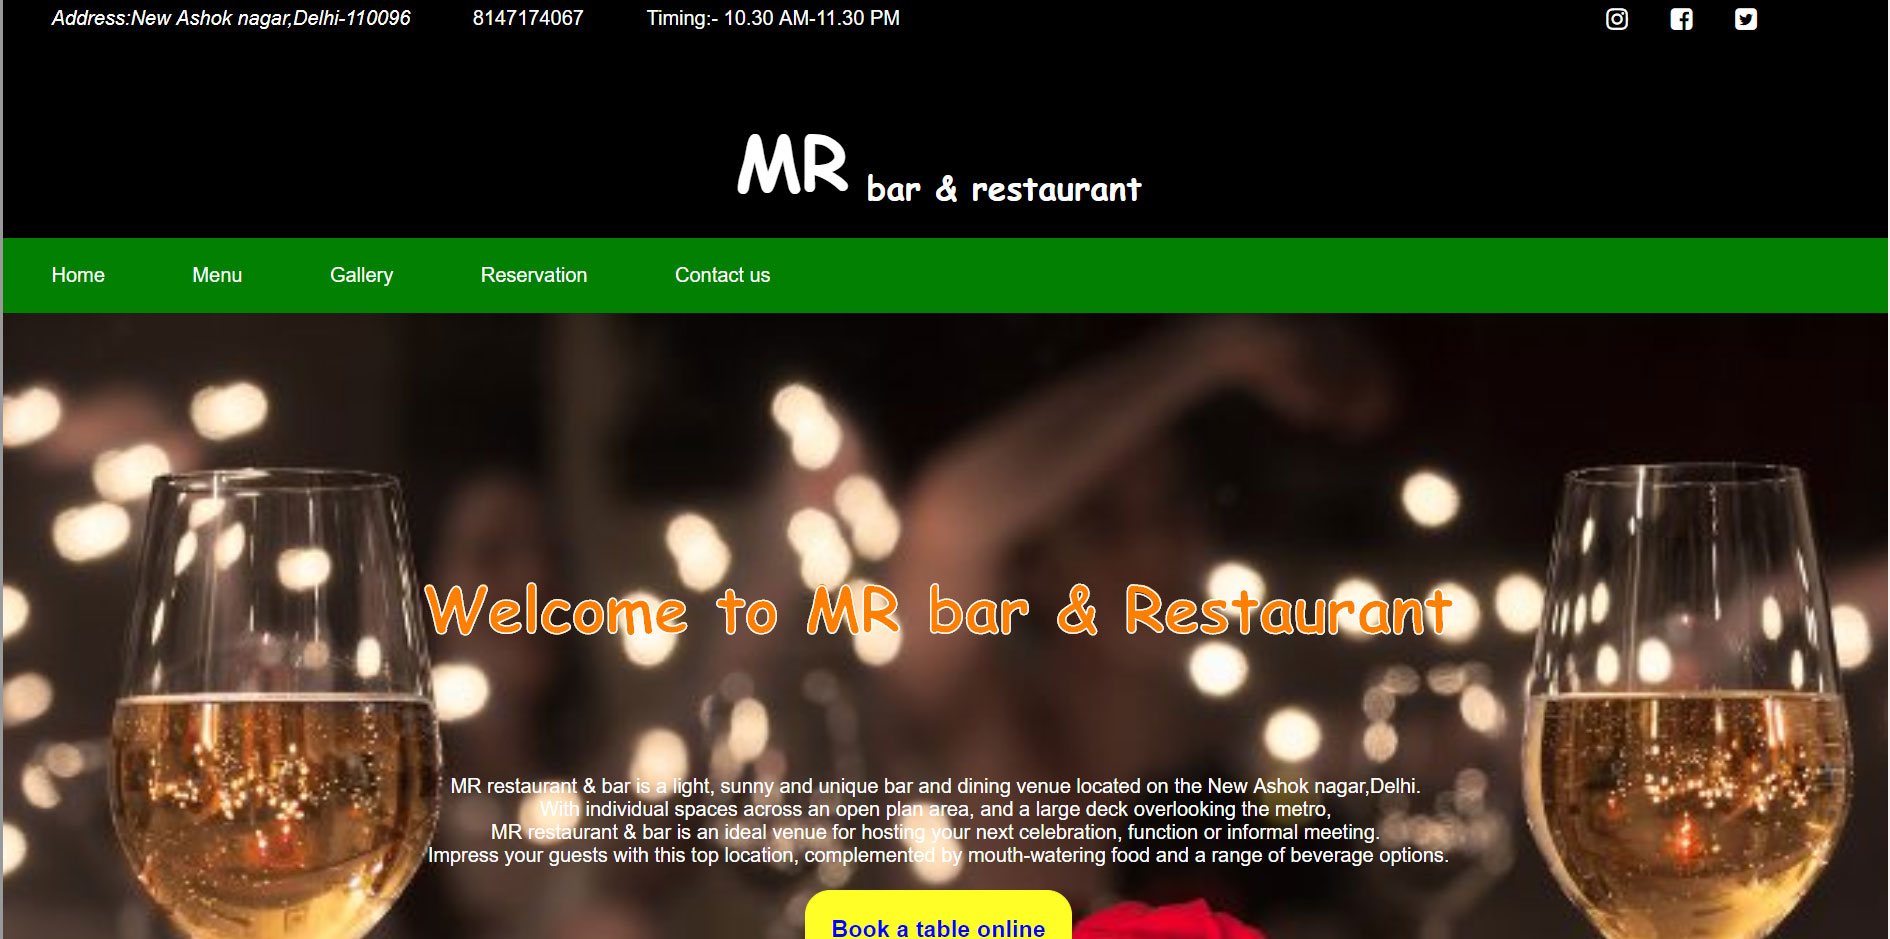 Address:New Ashok nagar,Delhi-110096 8147174067 Timing:- 10.30 AM-11.30 PM
MR bar & restaurant
Home Menu Gallery Reservation Contact us
Welcome to MR bar & Restaurant
MR restaurant & bar is a light, sunny and unique bar and dining venue located on the New Ashok nagar,Delhi.
With individual spaces across an open plan area, and a large deck overlooking the metro,
MR restaurant & bar is an ideal venue for hosting your next celebration, function or informal meeting.
Impress your guests with this top location, complemented by mouth-watering food and a range of beverage options.
Book a table online